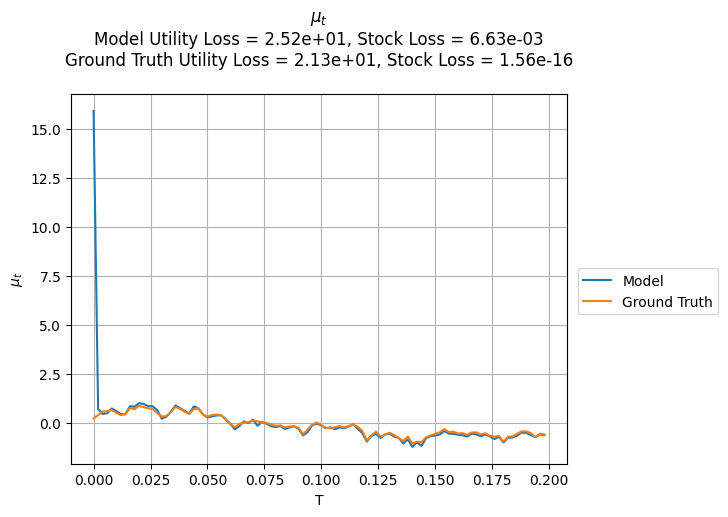 μₜ
Model Utility Loss = 2.52e+01, Stock Loss = 6.63e-03
Ground Truth Utility Loss = 2.13e+01, Stock Loss = 1.56e-16
15.0
12.5
10.0
7.5
5.0
2.5
0.0
μₜ
Model
Ground Truth
0.000 0.025 0.050 0.075 0.100 0.125 0.150 0.175 0.200
T